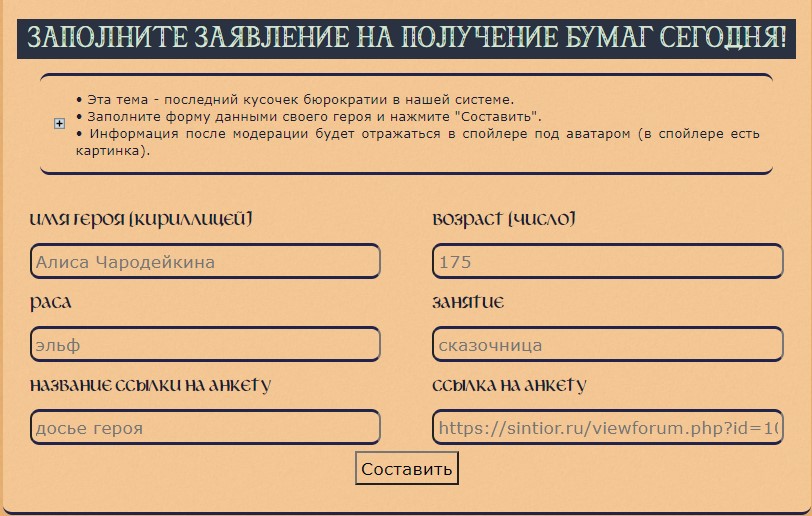 ЗАПОЛНИТЕ ЗАЯВЛЕНИЕ НА ПОЛУЧЕНИЕ БУМАГ СЕГОДНЯ!
• Эта тема - последний кусочек бюрократии в нашей системе.
• Заполните форму данными своего героя и нажмите "Составить".
• Информация после модерации будет отражаться в спойлере под аватаром (в спойлере есть
картинка).
имя героя (кириллицей) возраст (число)
Алиса Чародейкина 175
раса занятие
эльф сказочница
название ссылки на анкету ссылка на анкету
досье героя https://sintior.ru/viewforum.php?id=10
Составить